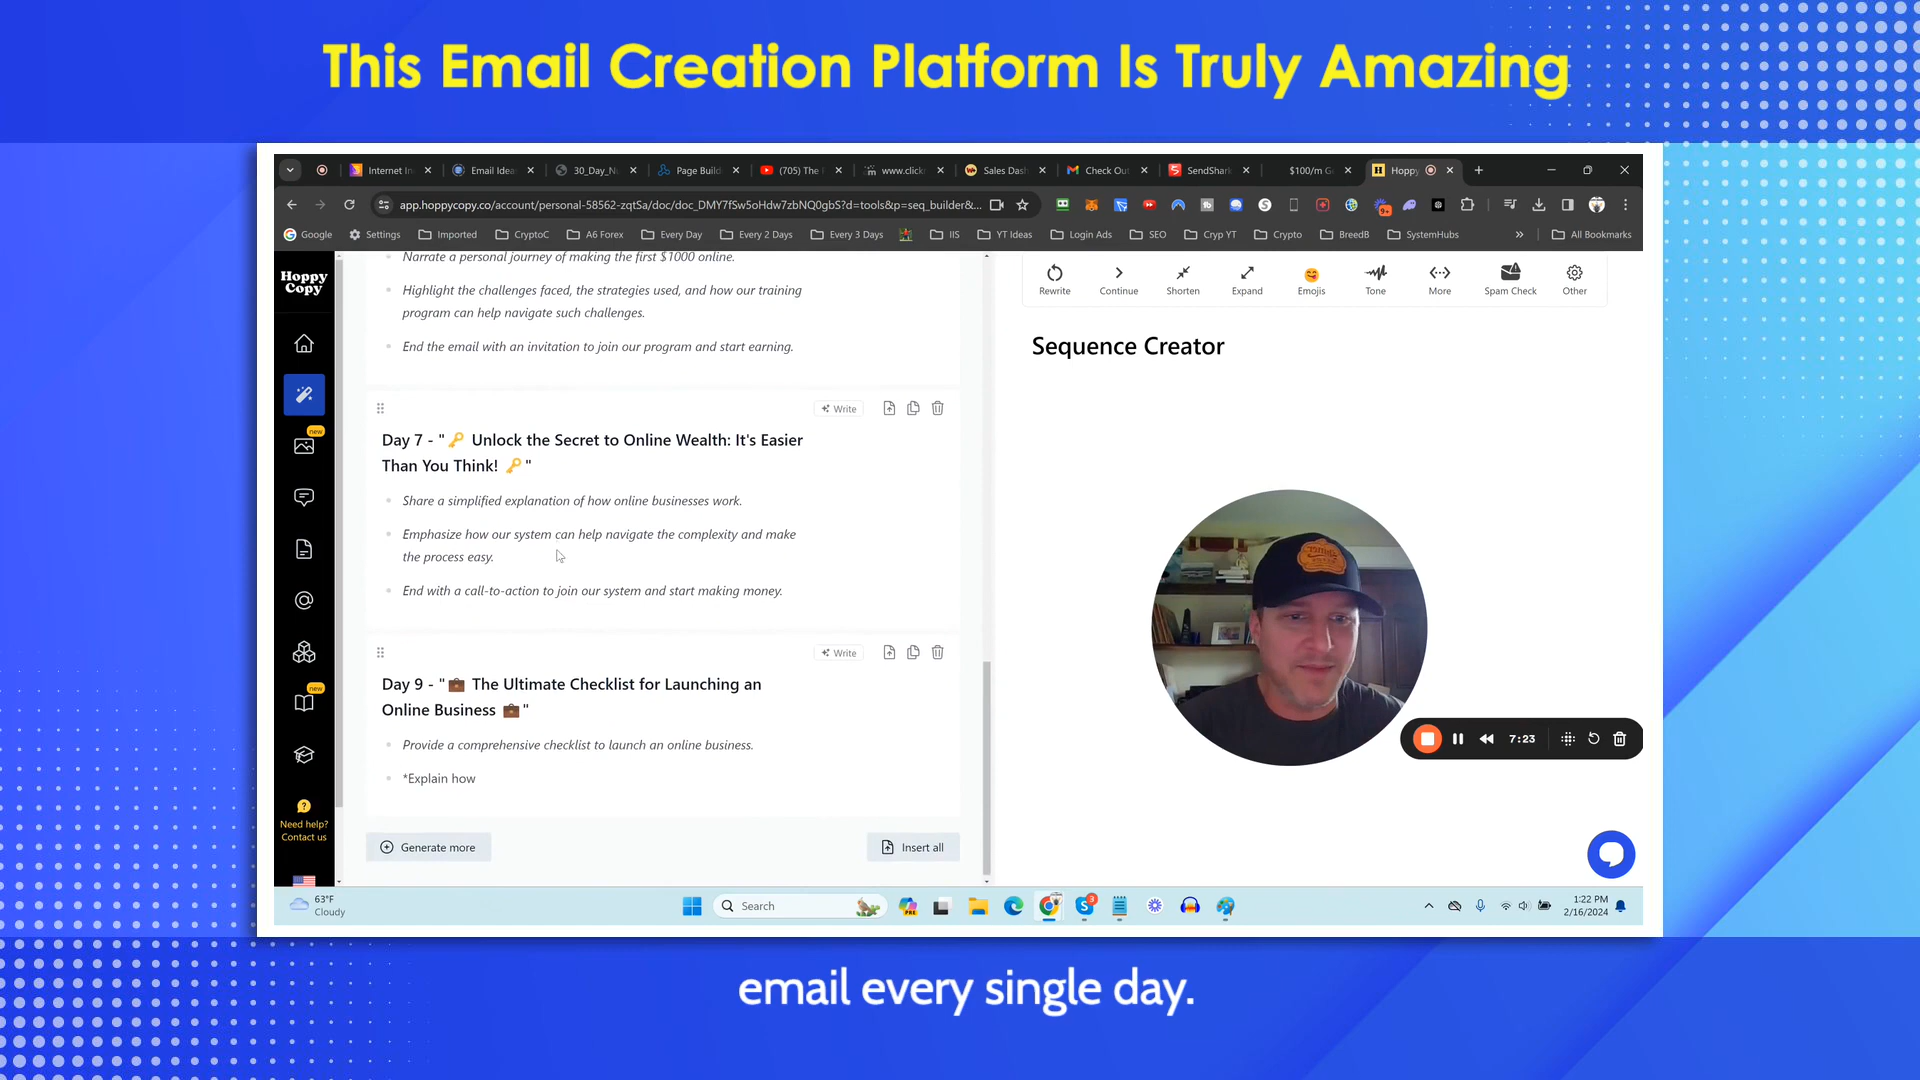 This Email Creation Platform Is Truly Amazing
Internet In
Email Idea
30_Day_Nu
Page Build
(705) The
www.click
Sales Dash
Check Out
SendShark
$100/m G
Hoppy
app.hoppycopy.co/account/personal-58562-zqtSa/doc/doc_DMY7fSw5oHdw7zbNQ0gbS?d=tools&p=seq_builder&...
Google
Settings
Imported
CryptoC
A6 Forex
Every Day
Every 2 Days
Every 3 Days
IIS
YT Ideas
Login Ads
SEO
Cryp YT
Crypto
BreedB
SystemHubs
All Bookmarks
Hoppy
Copy
new
new
Need help?
Contact us
Narrate a personal journey of making the first $1000 online.
Highlight the challenges faced, the strategies used, and how our training
program can help navigate such challenges.
End the email with an invitation to join our program and start earning.
Write
Day 7 - "🔑 Unlock the Secret to Online Wealth: It's Easier
Than You Think! 🔑"
Share a simplified explanation of how online businesses work.
Emphasize how our system can help navigate the complexity and make
the process easy.
End with a call-to-action to join our system and start making money.
Write
Day 9 - "💼 The Ultimate Checklist for Launching an
Online Business 💼"
Provide a comprehensive checklist to launch an online business.
*Explain how
Generate more
Insert all
Rewrite
Continue
Shorten
Expand
Emojis
Tone
More
Spam Check
Other
Sequence Creator
7:23
63°F
Cloudy
Search
1:22 PM
2/16/2024
email every single day.